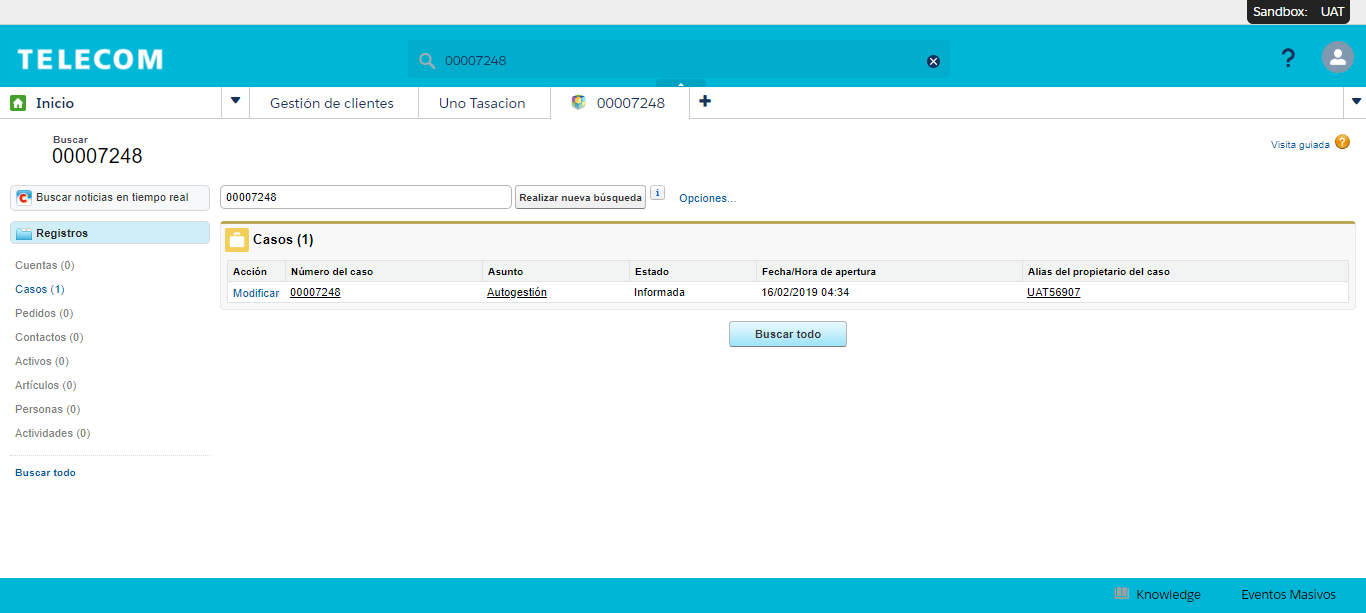 Sandbox: UAT
TELECOM
00007248
?
Inicio
Gestión de clientes
Uno Tasacion
00007248
Buscar
00007248
Visita guiada ?
Buscar noticias en tiempo real
00007248
Realizar nueva búsqueda
i
Opciones...
Registros
Cuentas (0)
Casos (1)
Pedidos (0)
Contactos (0)
Activos (0)
Artículos (0)
Personas (0)
Actividades (0)
Buscar todo
Casos (1)
Acción Número del caso Asunto Estado Fecha/Hora de apertura Alias del propietario del caso
Modificar 00007248 Autogestión Informada 16/02/2019 04:34 UAT56907
Buscar todo
Knowledge
Eventos Masivos